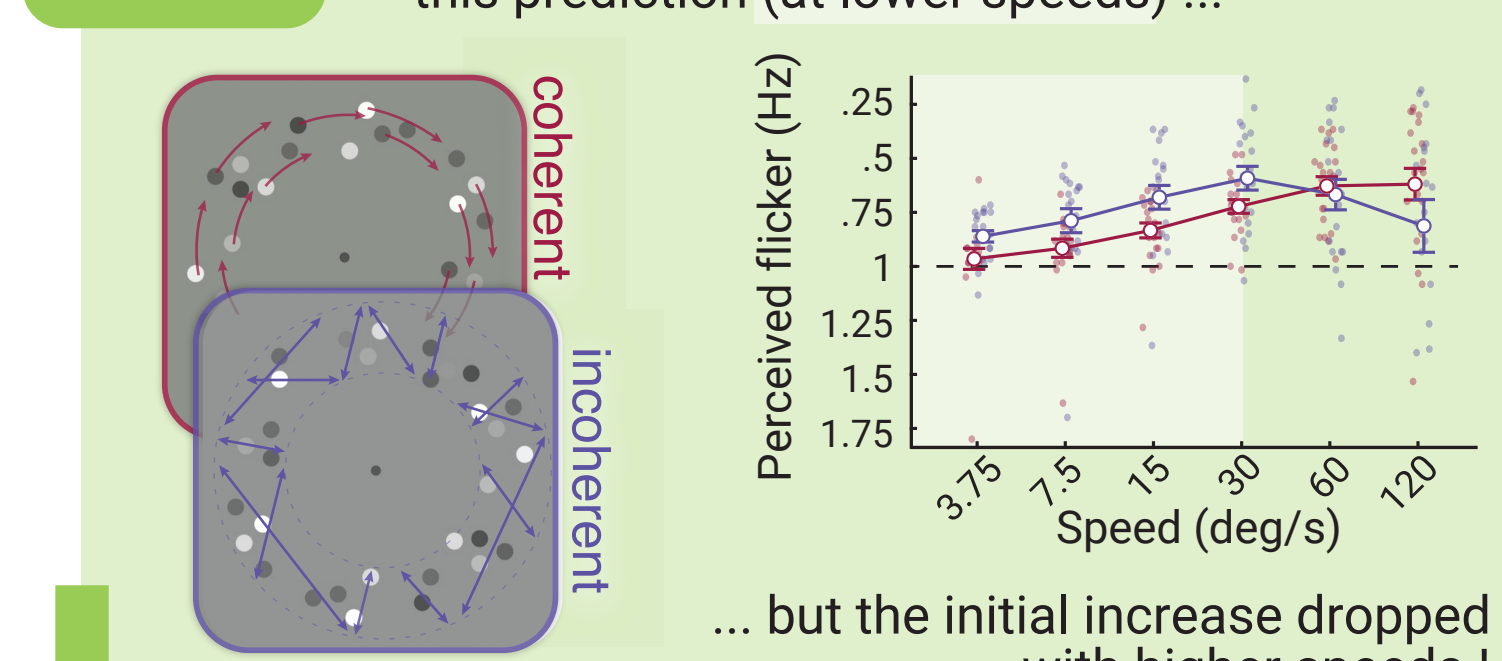 this prediction (at lower speeds) ...
coherent
incoherent
Perceived flicker (Hz)
.25
.5
.75
1
1.25
1.5
1.75
3.75
7.5
15
30
60
120
Speed (deg/s)
... but the initial increase dropped
with higher speeds !